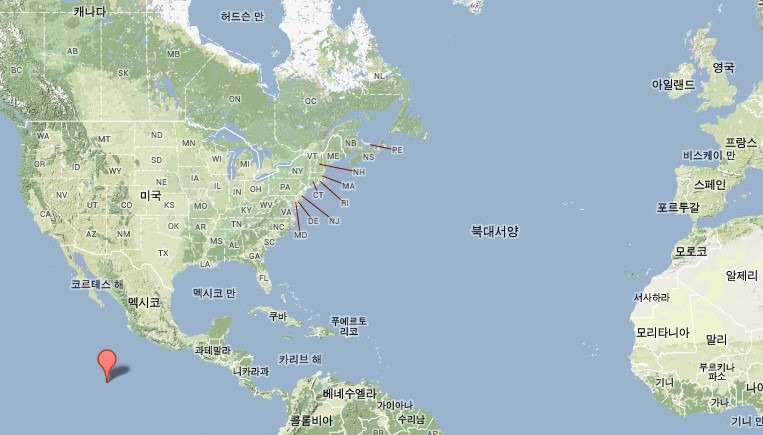 캐나다
허드슨 만
AB
SK
BC
ON
QC
NL
영국
아일랜드
프랑스
비스케이 만
스페인
포르투갈
WA
MT
ND
MN
OR
ID
WY
SD
WI
MI
VT
ME
NB
NS
PE
NY
NH
MA
RI
CT
NV
UT
CO
NE
IA
IL
IN
OH
PA
NJ
DE
MD
미국
KS
MO
KY
WV
VA
CA
AZ
NM
OK
AR
TN
NC
TX
LA
MS
AL
GA
SC
FL
북대서양
모로코
알제리
서사하라
모리타니아
말리
코르테스 해
멕시코
멕시코 만
쿠바
푸에르토
리코
과테말라
니카라과
카리브 해
베네수엘라
가이아나
수리남
콜롬비아
RR
부르키나
파소
기니
가나
나이
기니 만